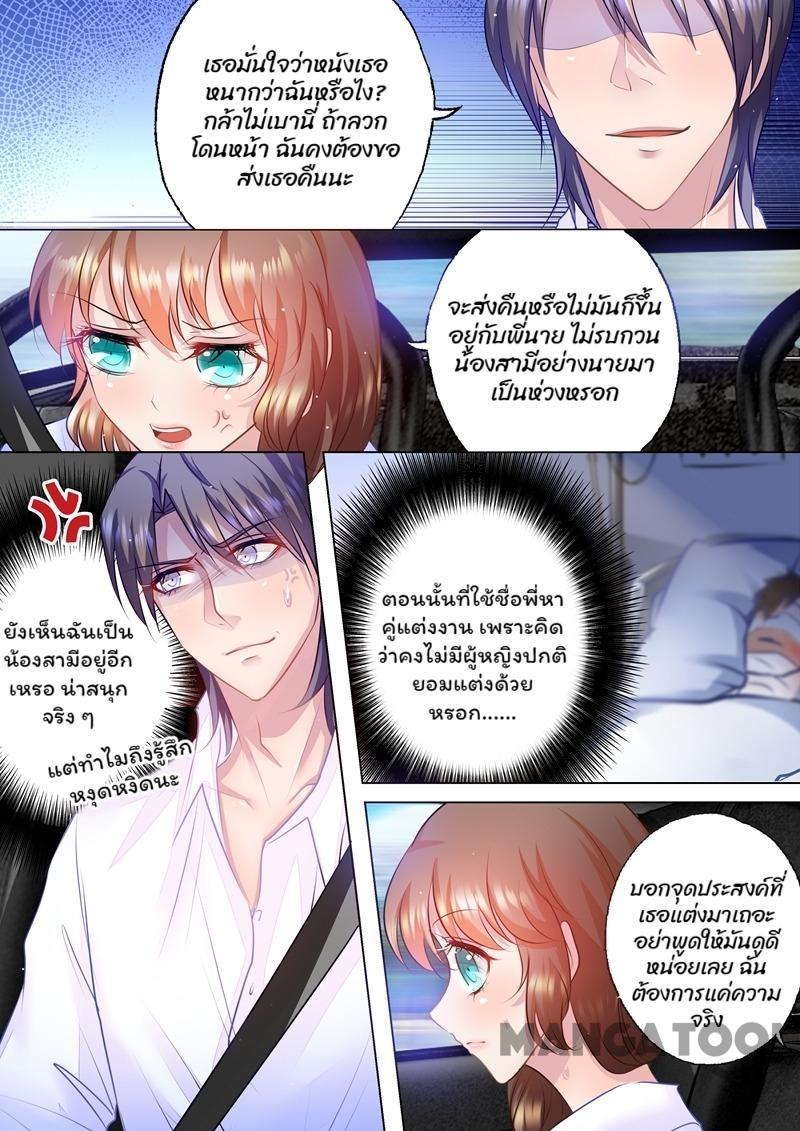 เธอมั่นใจว่าหนังเธอ
หนากว่าฉันหรือไง?
กล้าไม่เบานี่ ถ้าลวก
โดนหน้า ฉันคงต้องขอ
ส่งเธอคืนนะ
จะส่งคืนหรือไม่มันก็ขึ้น
อยู่กับพี่นาย ไม่รบกวน
น้องสามีอย่างนายมา
เป็นห่วงหรอก
ยังเห็นฉันเป็น
น้องสามีอยู่อีก
เหรอ น่าสนุก
จริง ๆ
แต่ทำไมถึงรู้สึก
หงุดหงิดนะ
ตอนนั้นที่ใช้ชื่อพี่หา
คู่แต่งงาน เพราะคิด
ว่าคงไม่มีผู้หญิงปกติ
ยอมแต่งด้วย
หรอก......
บอกจุดประสงค์ที่
เธอแต่งมาเถอะ
อย่าพูดให้มันดูดี
หน่อยเลย ฉัน
ต้องการแค่ความ
จริง
MANGATOON